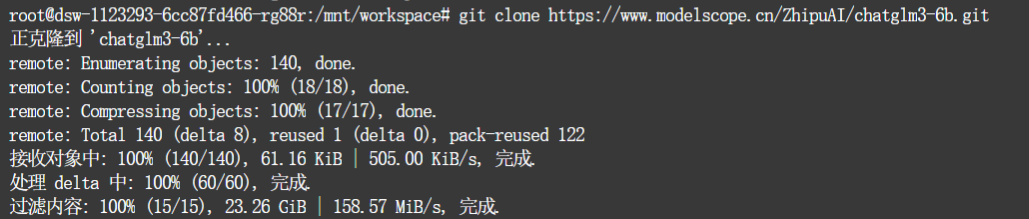 root@dsw-1123293-6cc87fd466-rg88r:/mnt/workspace# git clone https://www.modelscope.cn/ZhipuAI/chatglm3-6b.git
正克隆到 'chatglm3-6b'...
remote: Enumerating objects: 140, done.
remote: Counting objects: 100% (18/18), done.
remote: Compressing objects: 100% (17/17), done.
remote: Total 140 (delta 8), reused 1 (delta 0), pack-reused 122
接收对象中: 100% (140/140), 61.16 KiB | 505.00 KiB/s, 完成.
处理 delta 中: 100% (60/60), 完成.
过滤内容: 100% (15/15), 23.26 GiB | 158.57 MiB/s, 完成.